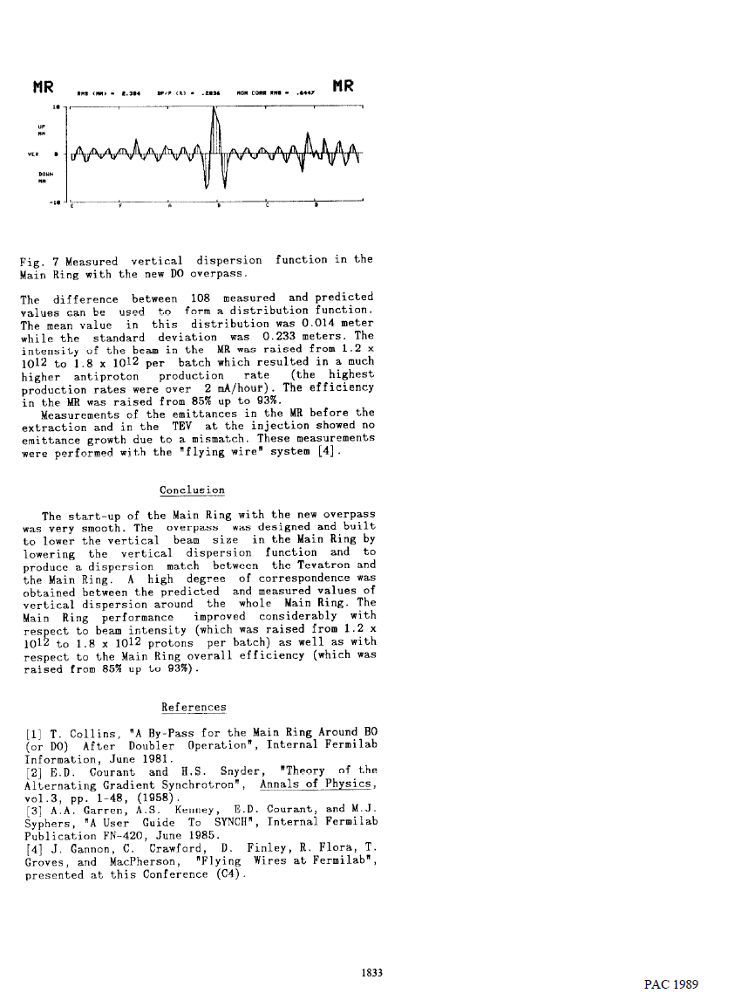 MR
RMS (MM) = 2.384 DP/P (%) = .2036 MOM CORR RMS = .6447
MR
10
UP
MM
VER 0
DOWN
MM
-10
E F A B C D
Fig. 7 Measured vertical dispersion function in the
Main Ring with the new DO overpass.
The difference between 108 measured and predicted
values can be used to form a distribution function.
The mean value in this distribution was 0.014 meter
while the standard deviation was 0.233 meters. The
intensity of the beam in the MR was raised from 1.2 x
10¹² to 1.8 x 10¹² per batch which resulted in a much
higher antiproton production rate (the highest
production rates were over 2 mA/hour). The efficiency
in the MR was raised from 85% up to 93%.
Measurements of the emittances in the MR before the
extraction and in the TEV at the injection showed no
emittance growth due to a mismatch. These measurements
were performed with the "flying wire" system [4].
Conclusion
The start-up of the Main Ring with the new overpass
was very smooth. The overpass was designed and built
to lower the vertical beam size in the Main Ring by
lowering the vertical dispersion function and to
produce a dispersion match between the Tevatron and
the Main Ring. A high degree of correspondence was
obtained between the predicted and measured values of
vertical dispersion around the whole Main Ring. The
Main Ring performance improved considerably with
respect to beam intensity (which was raised from 1.2 x
10¹² to 1.8 x 10¹² protons per batch) as well as with
respect to the Main Ring overall efficiency (which was
raised from 85% up to 93%).
References
[1] T. Collins, "A By-Pass for the Main Ring Around BO
(or DO) After Doubler Operation", Internal Fermilab
Information, June 1981.
[2] E.D. Courant and H.S. Snyder, "Theory of the
Alternating Gradient Synchrotron", Annals of Physics,
vol.3, pp. 1-48, (1958).
[3] A.A. Garren, A.S. Kenney, E.D. Courant, and M.J.
Syphers, "A User Guide To SYNCH", Internal Fermilab
Publication FN-420, June 1985.
[4] J. Gannon, C. Crawford, D. Finley, R. Flora, T.
Groves, and MacPherson, "Flying Wires at Fermilab",
presented at this Conference (C4).
1833
PAC 1989